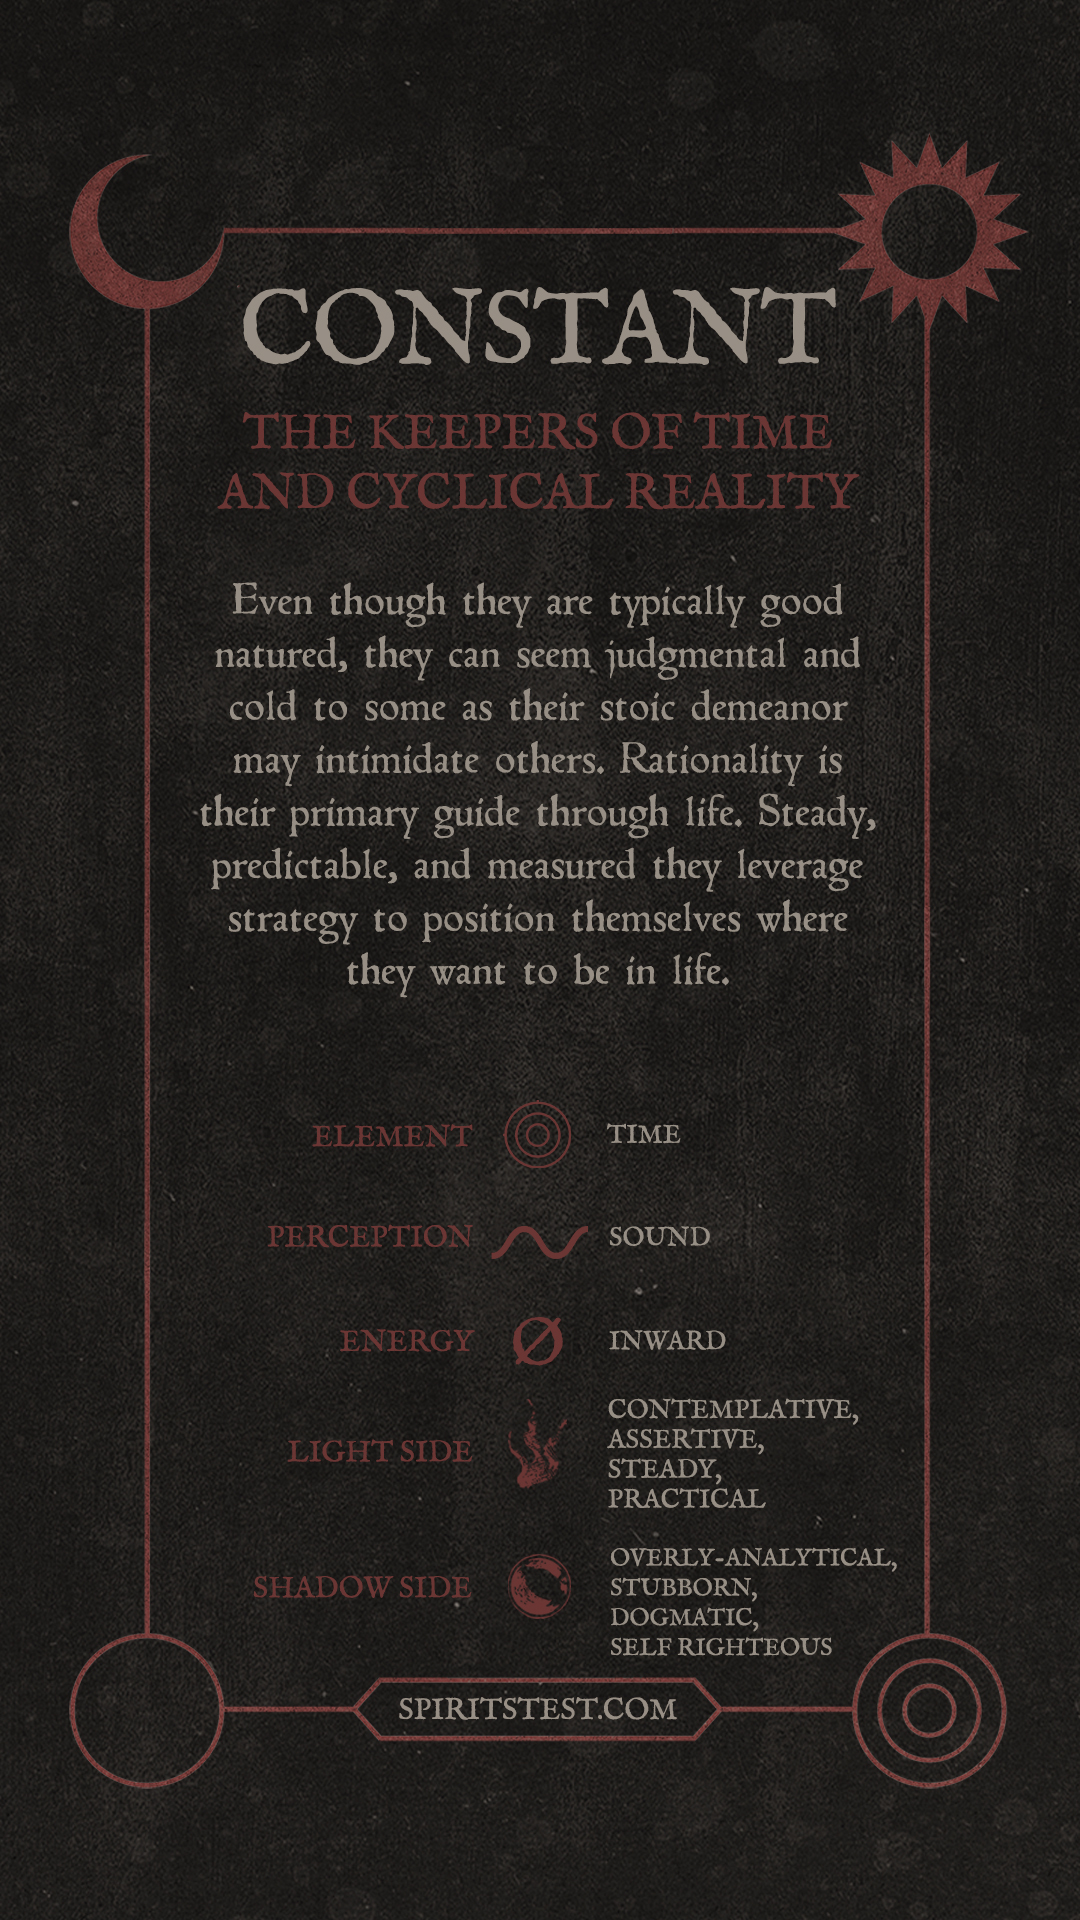 CONSTANT
THE KEEPERS OF TIME
AND CYCLICAL REALITY
Even though they are typically good
natured, they can seem judgmental and
cold to some as their stoic demeanor
may intimidate others. Rationality is
their primary guide through life. Steady,
predictable, and measured they leverage
strategy to position themselves where
they want to be in life.
ELEMENT TIME
PERCEPTION SOUND
ENERGY Ø INWARD
LIGHT SIDE
CONTEMPLATIVE,
ASSERTIVE,
STEADY,
PRACTICAL
SHADOW SIDE
OVERLY-ANALYTICAL,
STUBBORN,
DOGMATIC,
SELF RIGHTEOUS
SPIRITSTEST.COM